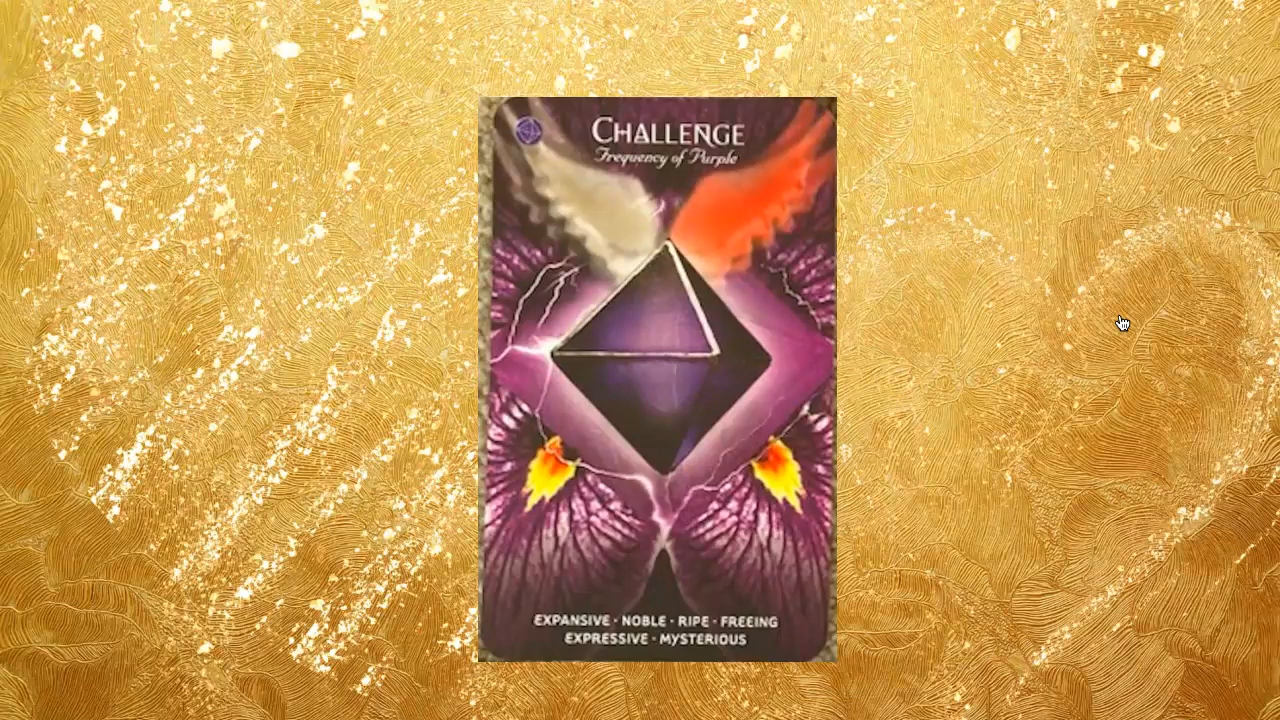 CHALLENGE
Frequency of Purple
EXPANSIVE · NOBLE · RIPE · FREEING
EXPRESSIVE · MYSTERIOUS